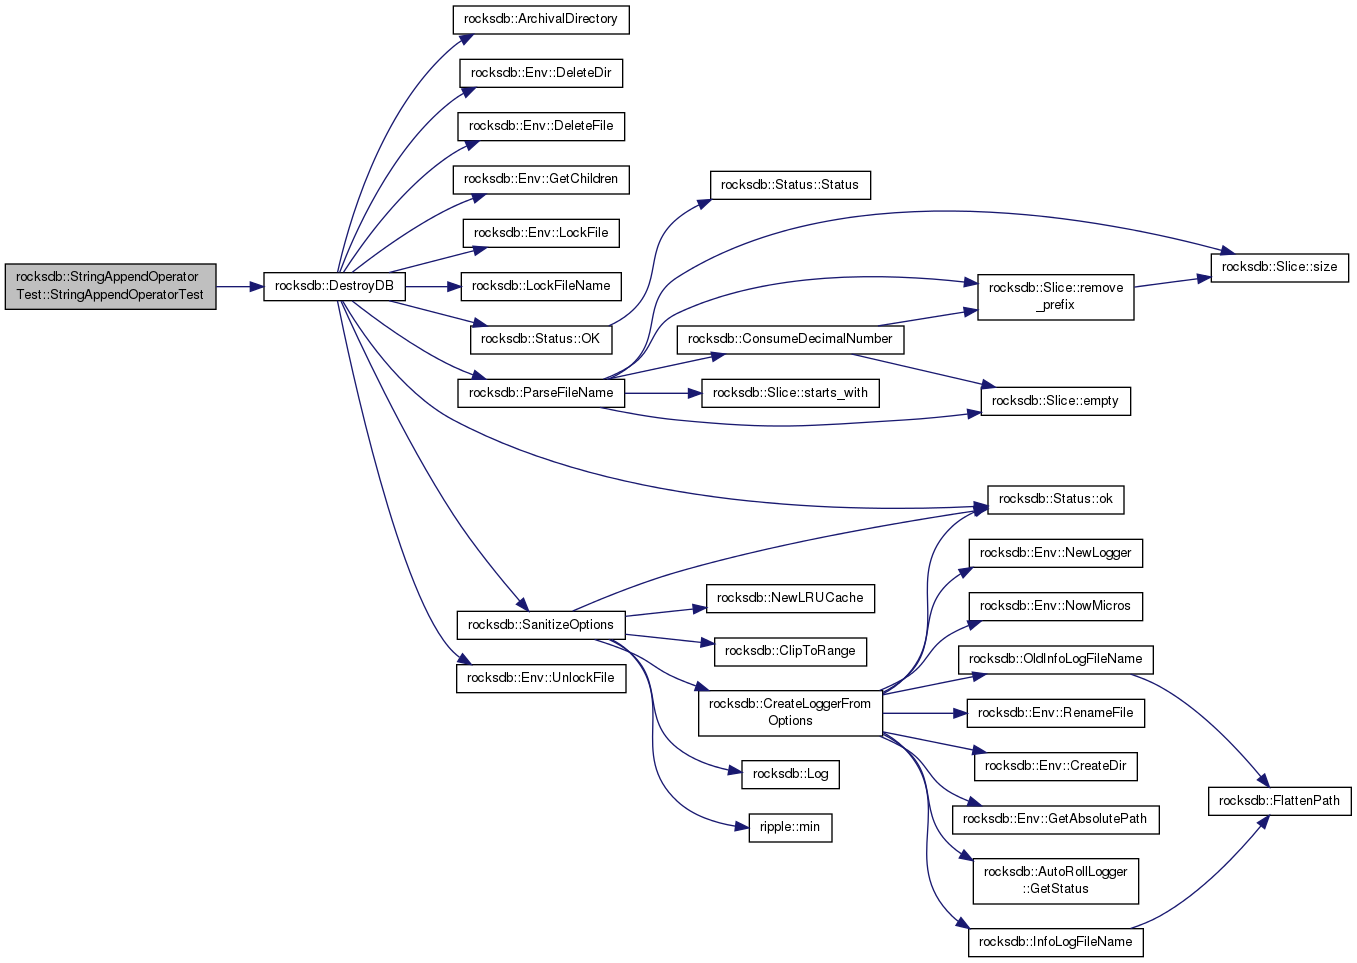 rocksdb::StringAppendOperator
Test::StringAppendOperatorTest
rocksdb::DestroyDB
rocksdb::ArchivalDirectory
rocksdb::Env::DeleteDir
rocksdb::Env::DeleteFile
rocksdb::Env::GetChildren
rocksdb::Env::LockFile
rocksdb::LockFileName
rocksdb::Status::OK
rocksdb::ParseFileName
rocksdb::SanitizeOptions
rocksdb::Env::UnlockFile
rocksdb::Status::Status
rocksdb::ConsumeDecimalNumber
rocksdb::Slice::starts_with
rocksdb::NewLRUCache
rocksdb::ClipToRange
rocksdb::CreateLoggerFrom
Options
rocksdb::Log
ripple::min
rocksdb::Slice::remove
_prefix
rocksdb::Slice::empty
rocksdb::Status::ok
rocksdb::Env::NewLogger
rocksdb::Env::NowMicros
rocksdb::OldInfoLogFileName
rocksdb::Env::RenameFile
rocksdb::Env::CreateDir
rocksdb::Env::GetAbsolutePath
rocksdb::AutoRollLogger
::GetStatus
rocksdb::InfoLogFileName
rocksdb::Slice::size
rocksdb::FlattenPath